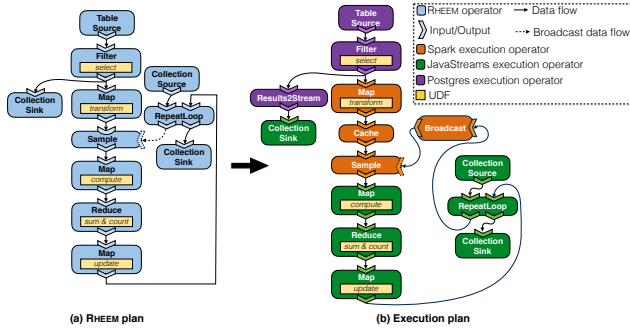 Table
Source
Filter
select
Collection
Sink
Map
transform
Collection
Source
RepeatLoop
Sample
Collection
Sink
Map
compute
Reduce
sum & count
Map
update
(a) RHEEM plan
Table
Source
Filter
select
Results2Stream
Collection
Sink
Map
transform
Cache
Broadcast
Sample
Collection
Source
Map
compute
RepeatLoop
Reduce
sum & count
Collection
Sink
Map
update
(b) Execution plan
RHEEM operator
Data flow
Input/Output
Broadcast data flow
Spark execution operator
JavaStreams execution operator
Postgres execution operator
UDF